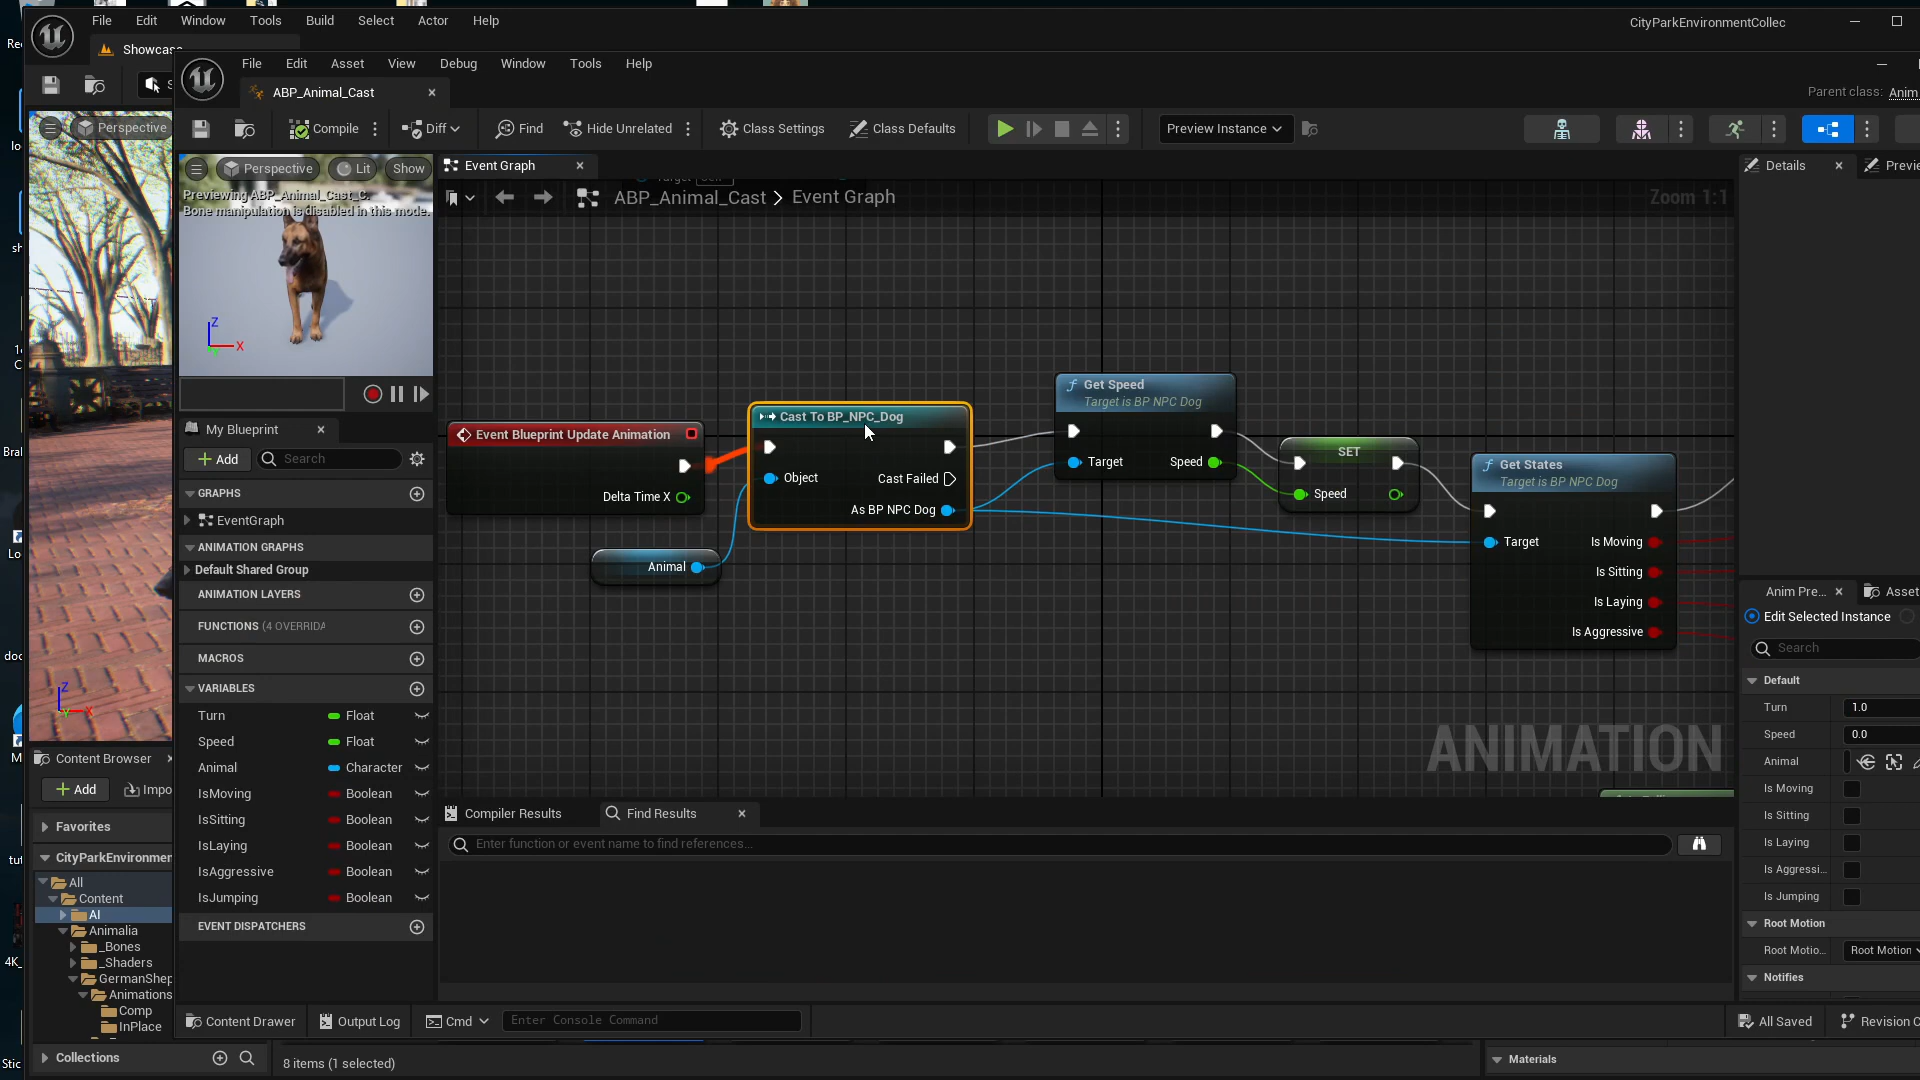 File Edit Window Tools Build Select Actor Help
CityParkEnvironmentCollec
Showcase
File Edit Asset View Debug Window Tools Help
ABP_Animal_Cast
Parent class: Anim
Compile Diff Find Hide Unrelated Class Settings Class Defaults Preview Instance
Perspective
Perspective Lit Show
Event Graph
Details
Previewing ABP_Animal_Cast_C.
Bone manipulation is disabled in this mode.
ABP_Animal_Cast > Event Graph
Zoom 1:1
Z
X
Event Blueprint Update Animation
Delta Time X
Animal
Cast To BP_NPC_Dog
Object
Cast Failed
As BP NPC Dog
Get Speed
Target is BP NPC Dog
Target Speed
SET
Speed
Get States
Target is BP NPC Dog
Target Is Moving
Is Sitting
Is Laying
Is Aggressive
ANIMATION
My Blueprint
Add Search
GRAPHS
EventGraph
ANIMATION GRAPHS
Default Shared Group
ANIMATION LAYERS
FUNCTIONS (4 OVERRIDA
MACROS
VARIABLES
Turn Float
Speed Float
Animal Character
IsMoving Boolean
IsSitting Boolean
IsLaying Boolean
IsAggressive Boolean
IsJumping Boolean
EVENT DISPATCHERS
Anim Pre... Asset
Edit Selected Instance
Search
Default
Turn 1.0
Speed 0.0
Animal
Is Moving
Is Sitting
Is Laying
Is Aggressi...
Is Jumping
Root Motion
Root Motio... Root Motion
Notifies
Compiler Results
Find Results
Enter function or event name to find references...
Z
X
Content Browser
Add Impo
Favorites
CityParkEnvironmen
All
Content
AI
Animalia
_Bones
_Shaders
GermanShep
Animations
Comp
InPlace
Collections
Content Drawer Output Log Cmd Enter Console Command
All Saved Revision C
8 items (1 selected)
Materials